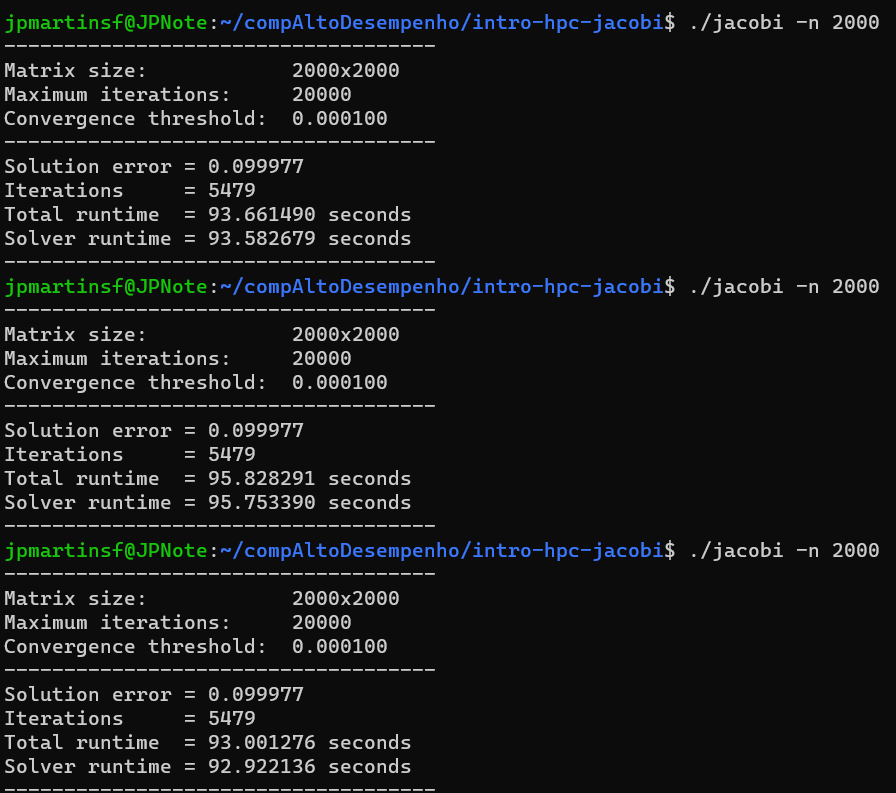 jpmartinsf@JPNote:~/compAltoDesempenho/intro-hpc-jacobi$ ./jacobi -n 2000
------------------------------------
Matrix size:            2000x2000
Maximum iterations:     20000
Convergence threshold:  0.000100
------------------------------------
Solution error = 0.099977
Iterations     = 5479
Total runtime  = 93.661490 seconds
Solver runtime = 93.582679 seconds
------------------------------------
jpmartinsf@JPNote:~/compAltoDesempenho/intro-hpc-jacobi$ ./jacobi -n 2000
------------------------------------
Matrix size:            2000x2000
Maximum iterations:     20000
Convergence threshold:  0.000100
------------------------------------
Solution error = 0.099977
Iterations     = 5479
Total runtime  = 95.828291 seconds
Solver runtime = 95.753390 seconds
------------------------------------
jpmartinsf@JPNote:~/compAltoDesempenho/intro-hpc-jacobi$ ./jacobi -n 2000
------------------------------------
Matrix size:            2000x2000
Maximum iterations:     20000
Convergence threshold:  0.000100
------------------------------------
Solution error = 0.099977
Iterations     = 5479
Total runtime  = 93.001276 seconds
Solver runtime = 92.922136 seconds
------------------------------------